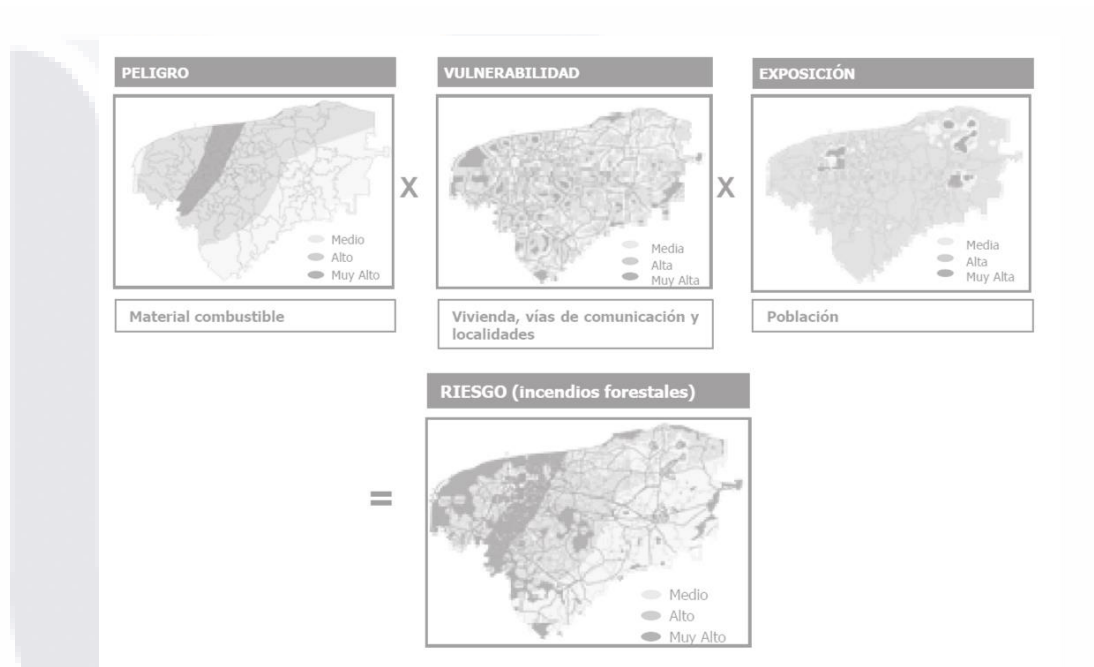 PELIGRO
VULNERABILIDAD
EXPOSICIÓN
Medio
Alto
Muy Alto
X
Media
Alta
Muy Alta
X
Media
Alta
Muy Alta
Material combustible
Vivienda, vías de comunicación y
localidades
Población
RIESGO (incendios forestales)
=
Medio
Alto
Muy Alto